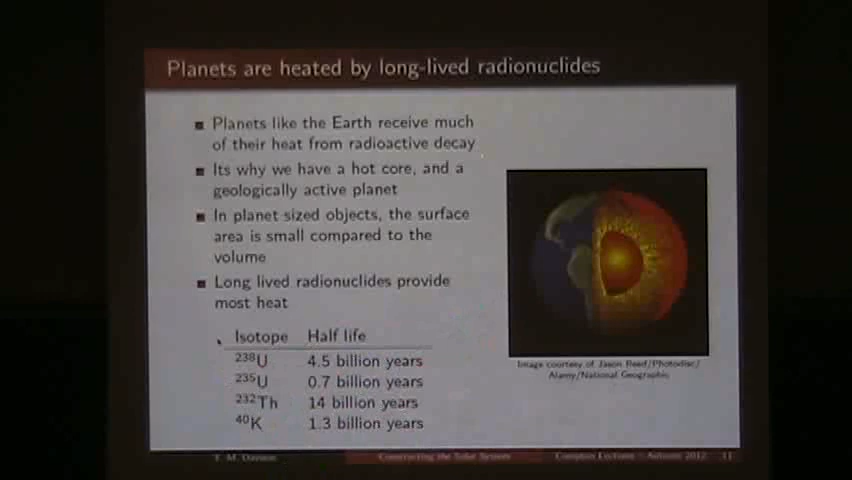 Planets are heated by long-lived radionuclides
Planets like the Earth receive much
of their heat from radioactive decay
Its why we have a hot core, and a
geologically active planet
In planet sized objects, the surface
area is small compared to the
volume
Long lived radionuclides provide
most heat
Isotope Half life
²³⁸U 4.5 billion years
²³⁵U 0.7 billion years
²³²Th 14 billion years
⁴⁰K 1.3 billion years
Image courtesy of Jason Reed/Photodisc/
Alamy/National Geographic
T. M. Davison Constructing the Solar System Compton Lectures – Autumn 2012 11